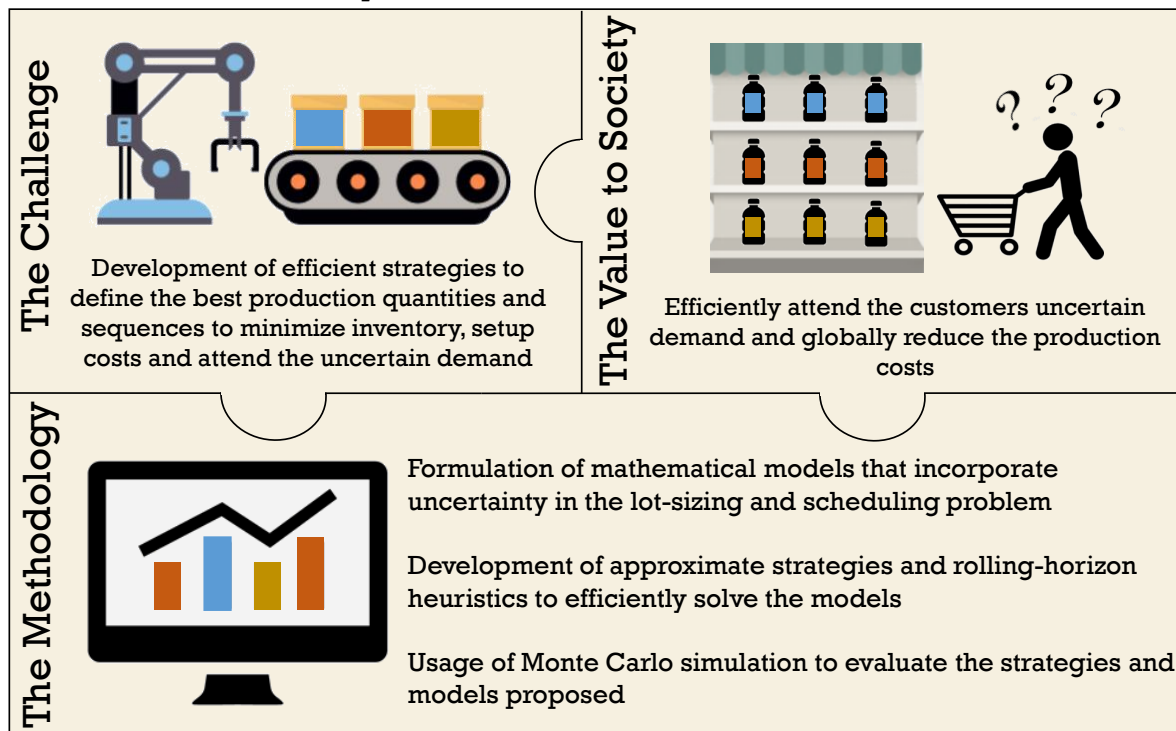 The Challenge
Development of efficient strategies to
define the best production quantities and
sequences to minimize inventory, setup
costs and attend the uncertain demand
The Value to Society
? ? ?
Efficiently attend the customers uncertain
demand and globally reduce the production
costs
The Methodology
Formulation of mathematical models that incorporate
uncertainty in the lot-sizing and scheduling problem
Development of approximate strategies and rolling-horizon
heuristics to efficiently solve the models
Usage of Monte Carlo simulation to evaluate the strategies and
models proposed